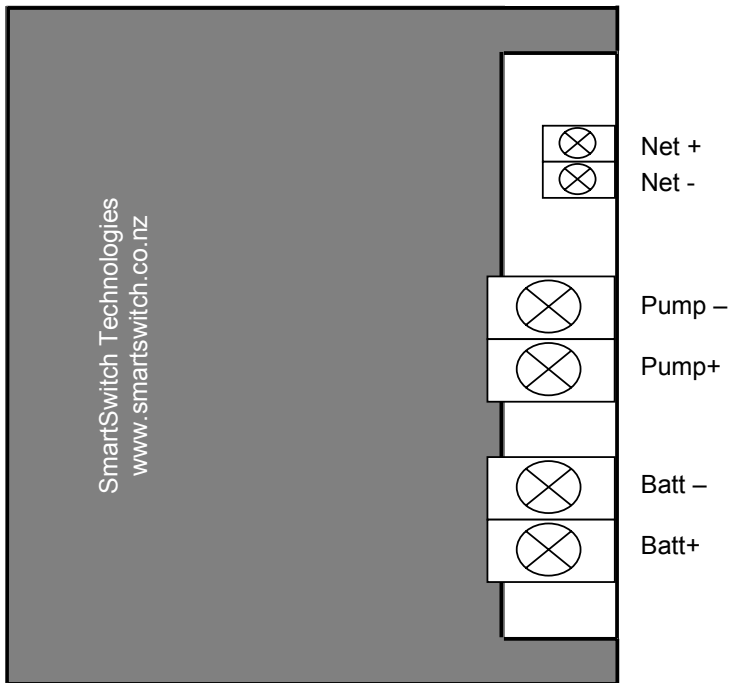 SmartSwitch Technologies
www.smartswitch.co.nz
Net +
Net -
Pump –
Pump+
Batt –
Batt+